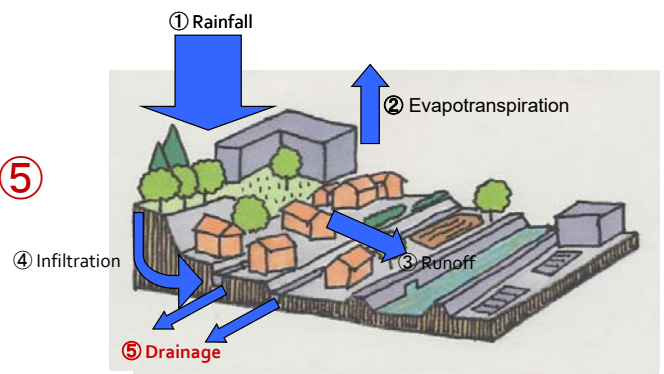 ① Rainfall
② Evapotranspiration
⑤
④ Infiltration
③ Runoff
⑤ Drainage